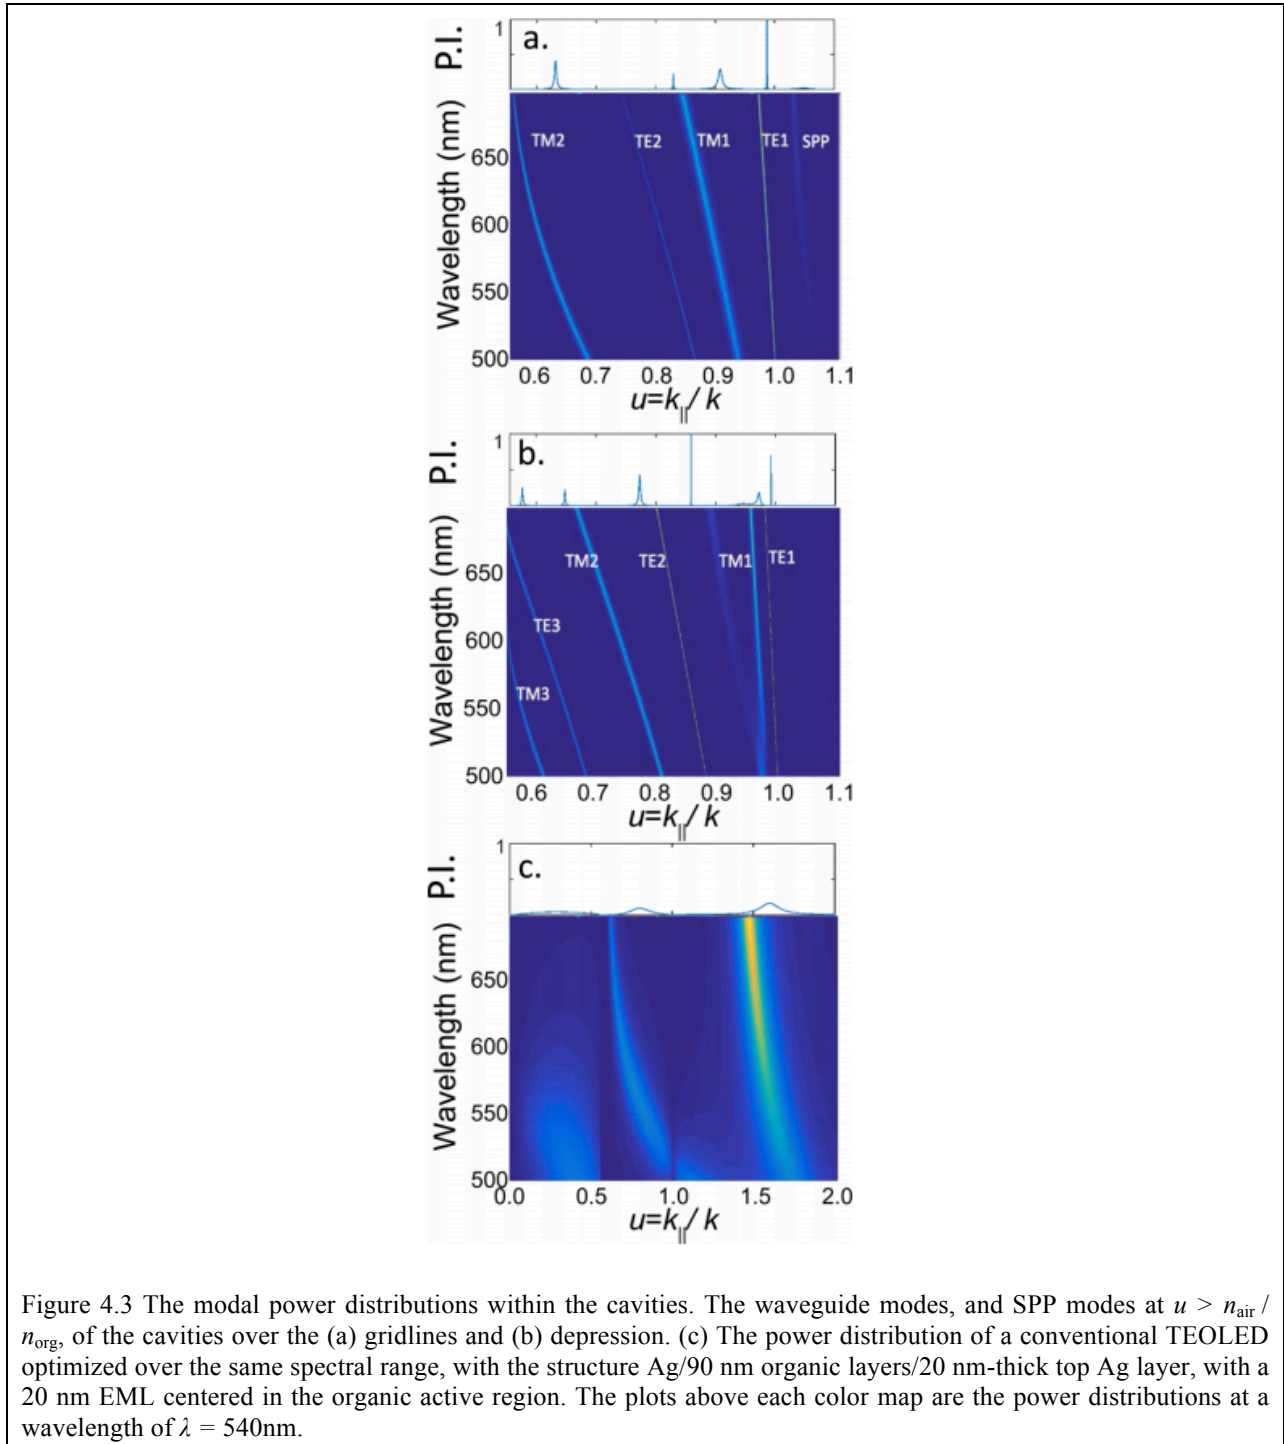 P.I.
1
a.
TM2
TE2
TM1
TE1
SPP
Wavelength (nm)
650
600
550
500
0.6 0.7 0.8 0.9 1.0 1.1
u=k||/ k
P.I.
1
b.
TM2
TE2
TM1
TE1
TE3
TM3
Wavelength (nm)
650
600
550
500
0.6 0.7 0.8 0.9 1.0 1.1
u=k||/ k
P.I.
1
c.
Wavelength (nm)
650
600
550
500
0.0 0.5 1.0 1.5 2.0
u=k||/ k
Figure 4.3 The modal power distributions within the cavities. The waveguide modes, and SPP modes at u > nair /
norg, of the cavities over the (a) gridlines and (b) depression. (c) The power distribution of a conventional TEOLED
optimized over the same spectral range, with the structure Ag/90 nm organic layers/20 nm-thick top Ag layer, with a
20 nm EML centered in the organic active region. The plots above each color map are the power distributions at a
wavelength of λ = 540nm.